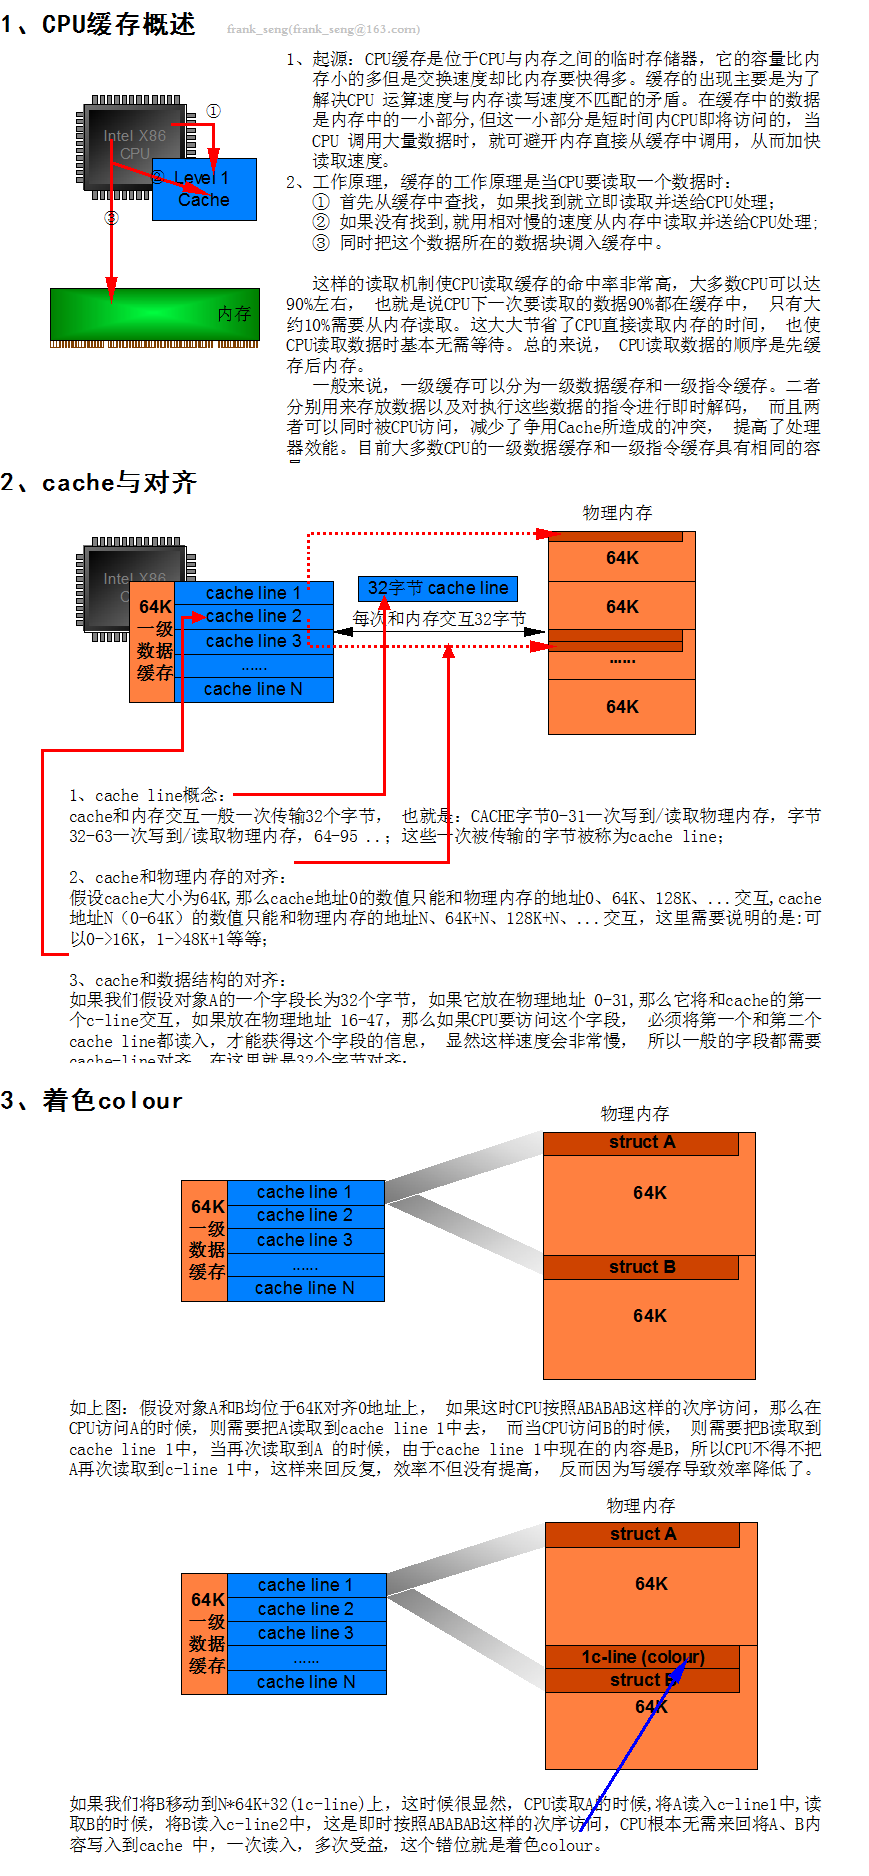 1、CPU缓存概述
frank_seng(frank_seng@163.com)
1、起源：CPU缓存是位于CPU与内存之间的临时存储器，它的容量比内
存小的多但是交换速度却比内存要快得多。缓存的出现主要是为了
解决CPU 运算速度与内存读写速度不匹配的矛盾。在缓存中的数据
是内存中的一小部分,但这一小部分是短时间内CPU即将访问的，当
CPU 调用大量数据时，就可避开内存直接从缓存中调用，从而加快
读取速度。
2、工作原理，缓存的工作原理是当CPU要读取一个数据时：
① 首先从缓存中查找，如果找到就立即读取并送给CPU处理；
② 如果没有找到,就用相对慢的速度从内存中读取并送给CPU处理;
③ 同时把这个数据所在的数据块调入缓存中。
这样的读取机制使CPU读取缓存的命中率非常高，大多数CPU可以达
90%左右， 也就是说CPU下一次要读取的数据90%都在缓存中， 只有大
约10%需要从内存读取。这大大节省了CPU直接读取内存的时间， 也使
CPU读取数据时基本无需等待。总的来说， CPU读取数据的顺序是先缓
存后内存。
一般来说，一级缓存可以分为一级数据缓存和一级指令缓存。二者
分别用来存放数据以及对执行这些数据的指令进行即时解码， 而且两
者可以同时被CPU访问，减少了争用Cache所造成的冲突， 提高了处理
器效能。目前大多数CPU的一级数据缓存和一级指令缓存具有相同的容
①
Intel X86
CPU
② Level 1
Cache
③
内存
2、cache与对齐
物理内存
Intel X86
64K
一级
数据
缓存
cache line 1
cache line 2
cache line 3
......
cache line N
32字节 cache line
每次和内存交互32字节
64K
64K
......
64K
1、cache line概念：
cache和内存交互一般一次传输32个字节， 也就是：CACHE字节0-31一次写到/读取物理内存，字节
32-63一次写到/读取物理内存，64-95 ..；这些一次被传输的字节被称为cache line；
2、cache和物理内存的对齐：
假设cache大小为64K,那么cache地址0的数值只能和物理内存的地址0、64K、128K、...交互,cache
地址N（0-64K）的数值只能和物理内存的地址N、64K+N、128K+N、...交互，这里需要说明的是:可
以0->16K，1->48K+1等等；
3、cache和数据结构的对齐：
如果我们假设对象A的一个字段长为32个字节，如果它放在物理地址 0-31,那么它将和cache的第一
个c-line交互，如果放在物理地址 16-47，那么如果CPU要访问这个字段， 必须将第一个和第二个
cache line都读入，才能获得这个字段的信息， 显然这样速度会非常慢， 所以一般的字段都需要
cache-line对齐，在这里就是32个字节对齐；
3、着色colour
物理内存
64K
一级
数据
缓存
cache line 1
cache line 2
cache line 3
......
cache line N
struct A
64K
struct B
64K
如上图：假设对象A和B均位于64K对齐0地址上， 如果这时CPU按照ABABAB这样的次序访问，那么在
CPU访问A的时候，则需要把A读取到cache line 1中去， 而当CPU访问B的时候， 则需要把B读取到
cache line 1中，当再次读取到A 的时候，由于cache line 1中现在的内容是B，所以CPU不得不把
A再次读取到c-line 1中，这样来回反复，效率不但没有提高， 反而因为写缓存导致效率降低了。
物理内存
64K
一级
数据
缓存
cache line 1
cache line 2
cache line 3
......
cache line N
struct A
64K
1c-line (colour)
struct B
64K
如果我们将B移动到N*64K+32(1c-line)上，这时候很显然，CPU读取A的时候,将A读入c-line1中,读
取B的时候，将B读入c-line2中，这是即时按照ABABAB这样的次序访问，CPU根本无需来回将A、B内
容写入到cache 中，一次读入，多次受益，这个错位就是着色colour。